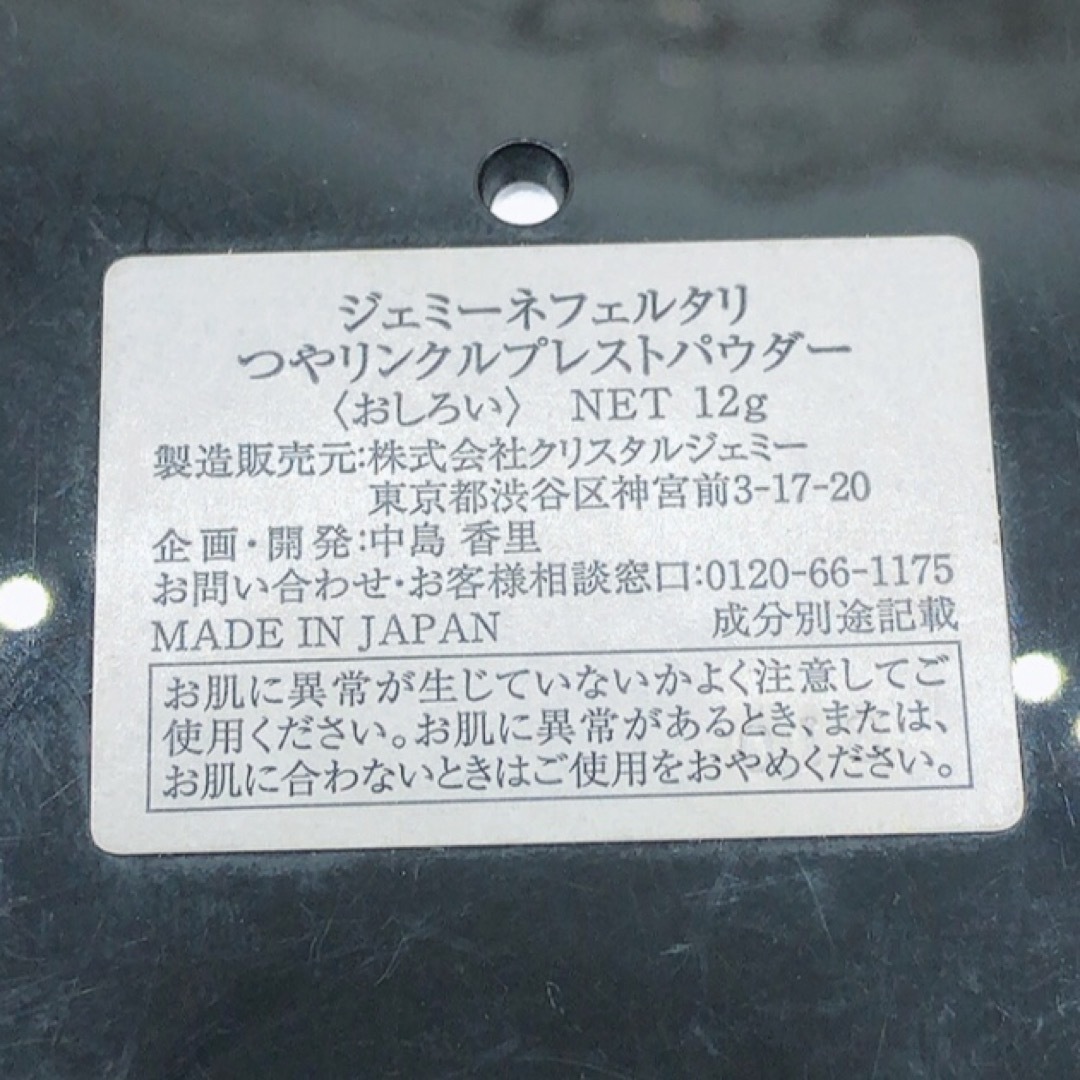 ジェミーネフェルタリ
つやリンクルプレストパウダー
〈おしろい〉 NET 12g
製造販売元:株式会社クリスタルジェミー
東京都渋谷区神宮前3-17-20
企画・開発:中島 香里
お問い合わせ・お客様相談窓口:0120-66-1175
MADE IN JAPAN 成分別途記載
お肌に異常が生じていないかよく注意してご
使用ください。お肌に異常があるとき、または、
お肌に合わないときはご使用をおやめください。